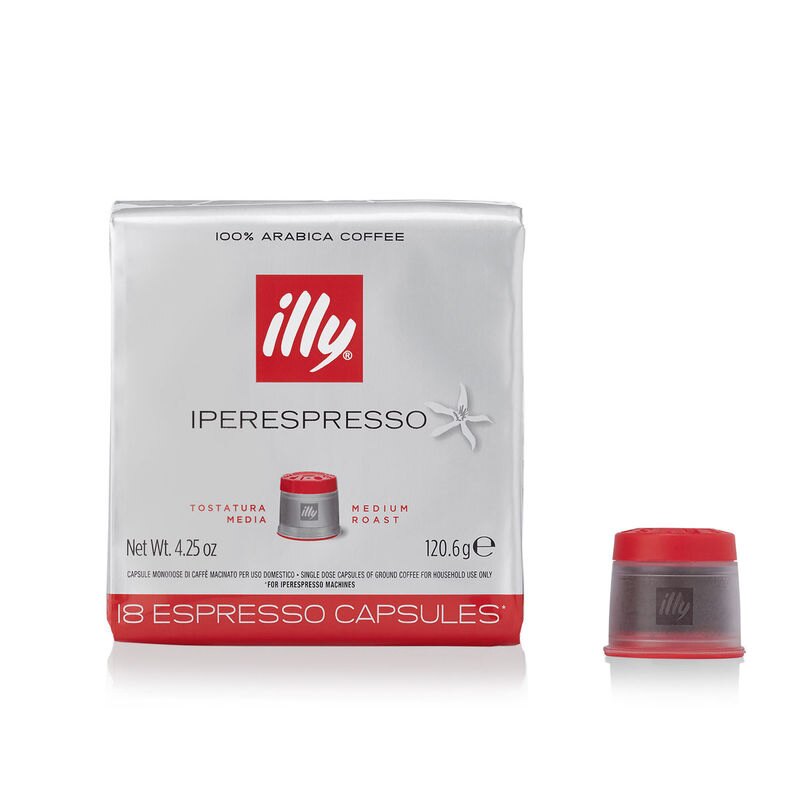 100% ARABICA COFFEE
illy®
IPERESPRESSO
TOSTATURA MEDIA
MEDIUM ROAST
illy
Net Wt. 4.25 oz
120.6g ℮
CAPSULE MONODOSE DI CAFFÈ MACINATO PER USO DOMESTICO • SINGLE DOSE CAPSULES OF GROUND COFFEE FOR HOUSEHOLD USE ONLY
*FOR IPERESPRESSO MACHINES
18 ESPRESSO CAPSULES*
illy